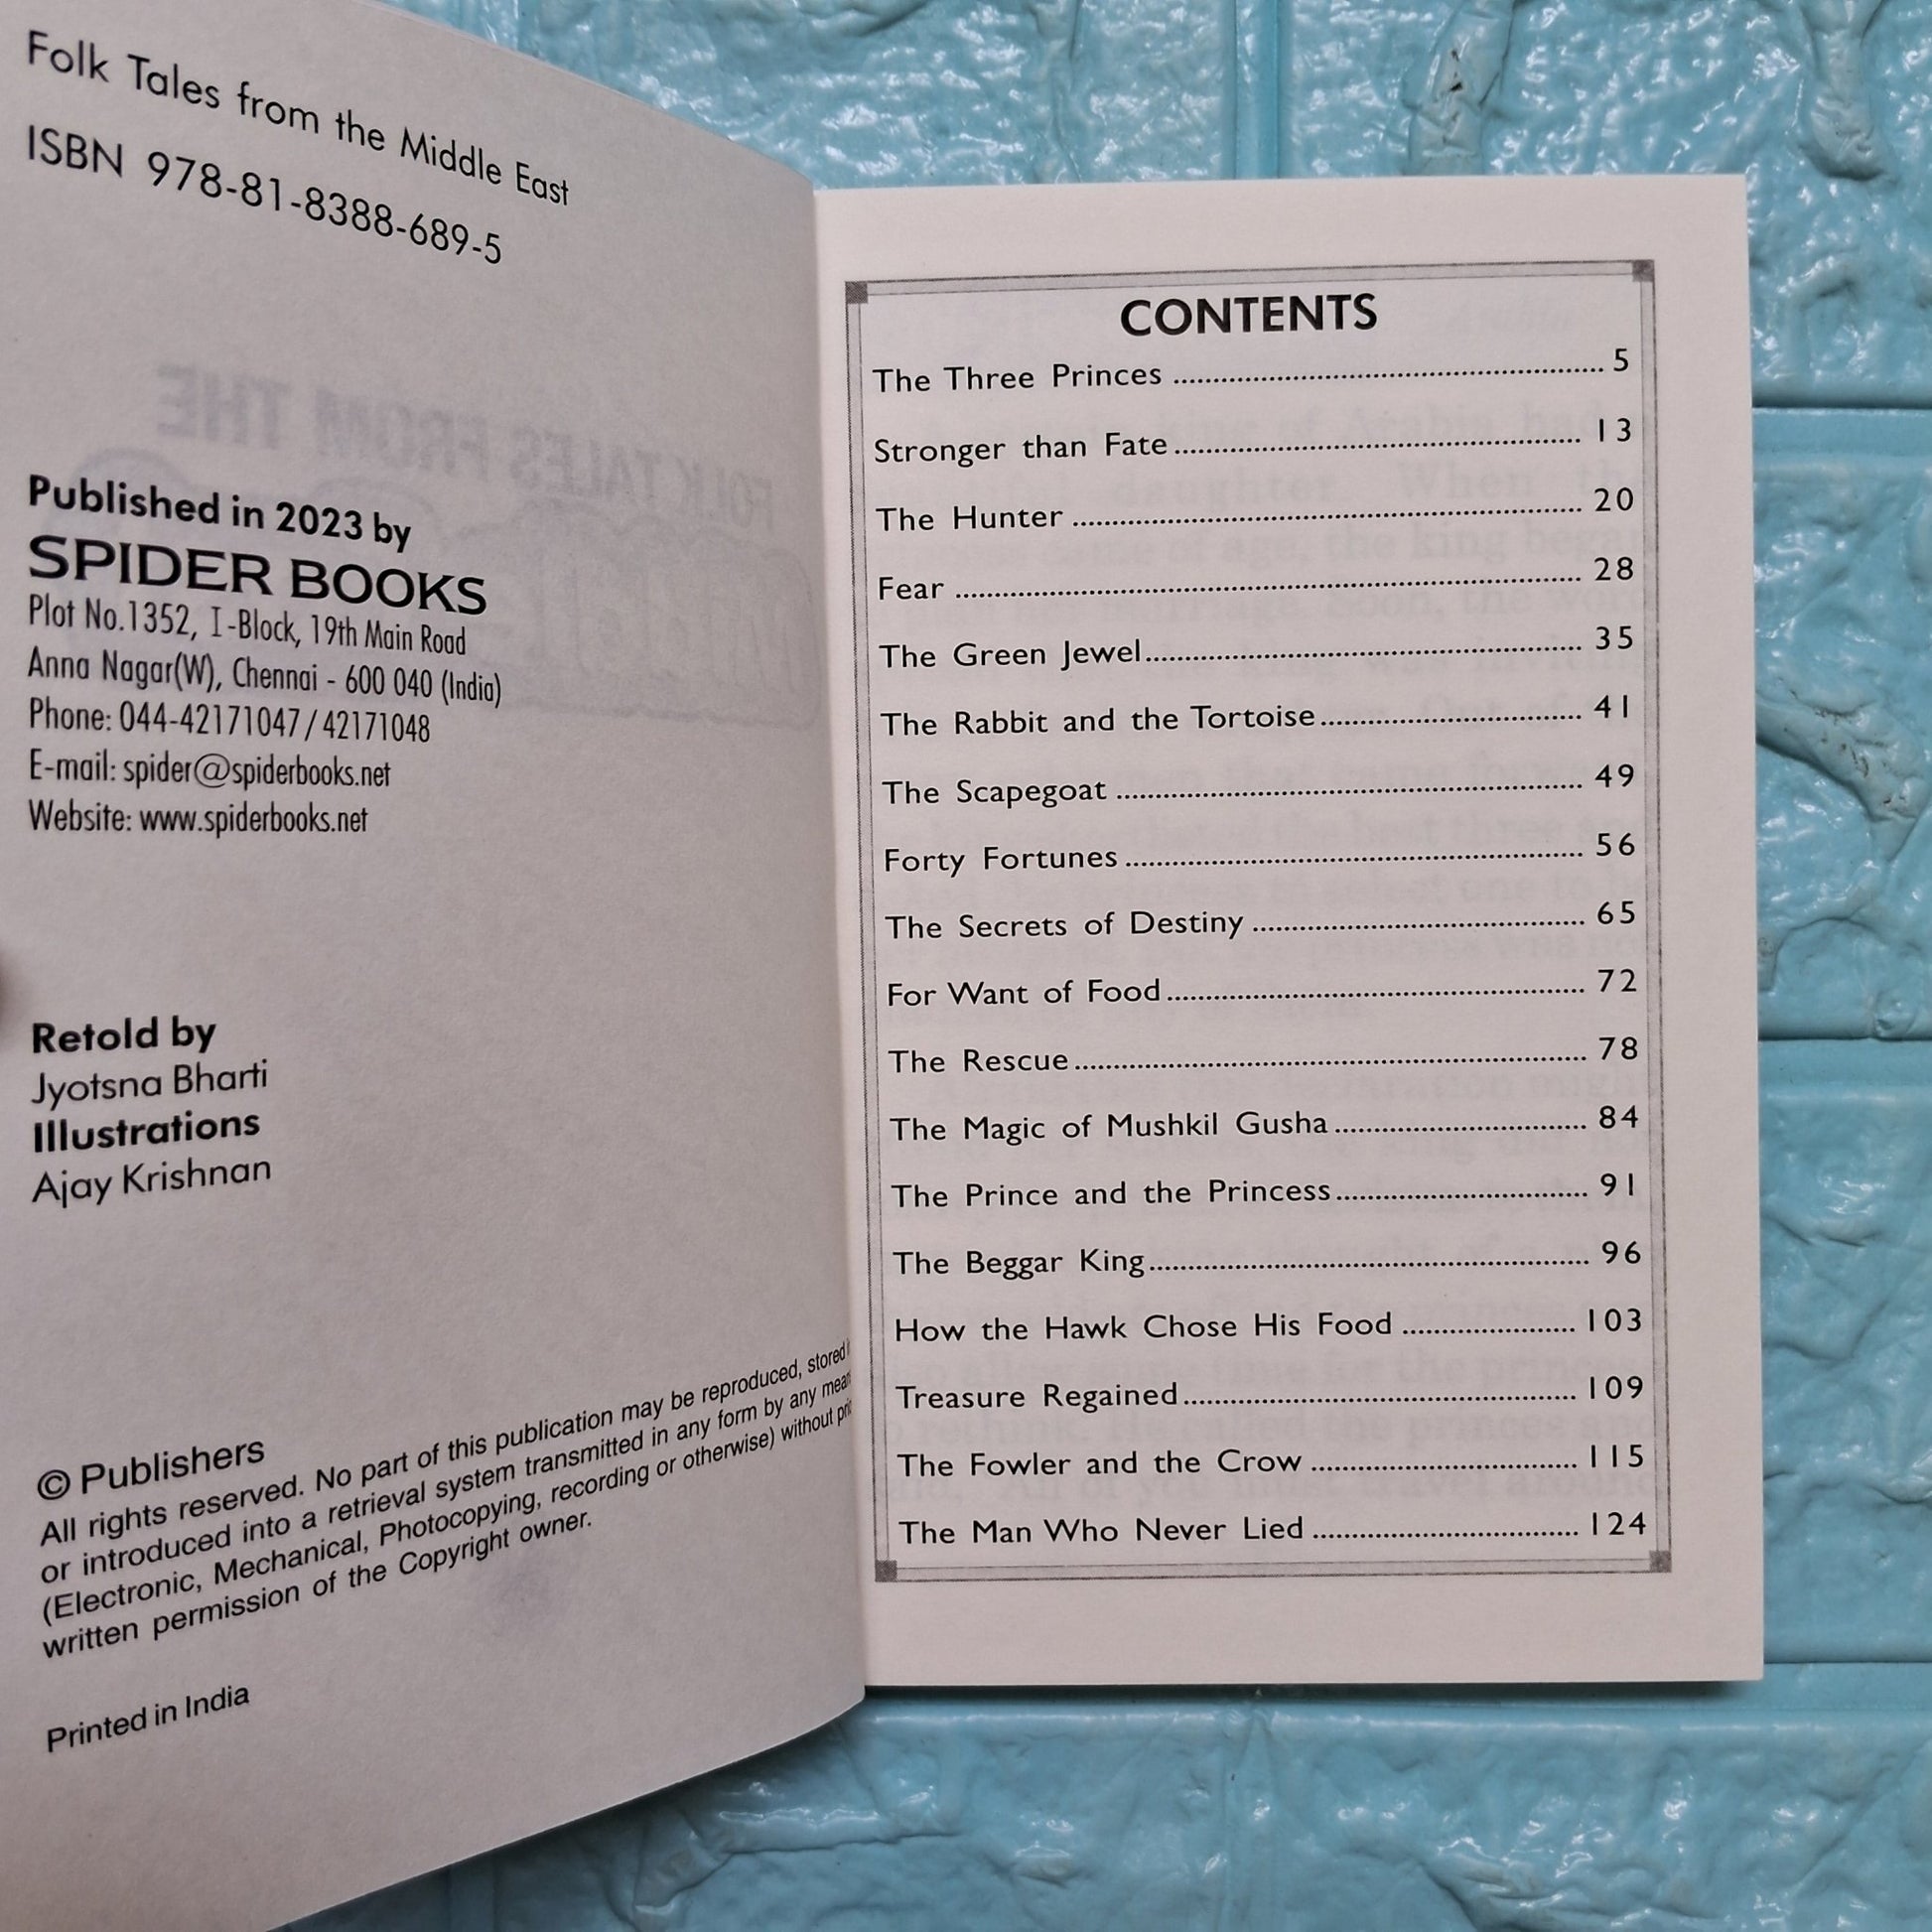 Folk Tales from the Middle East
ISBN 978-81-8388-689-5
FOLK TALES FROM THE
Published in 2023 by
SPIDER BOOKS
Plot No.1352, I-Block, 19th Main Road
Anna Nagar(W), Chennai - 600 040 (India)
Phone: 044-42171047/42171048
E-mail: spider@spiderbooks.net
Website: www.spiderbooks.net
Retold by
Jyotsna Bharti
Illustrations
Ajay Krishnan
© Publishers
All rights reserved. No part of this publication may be reproduced, stored
or introduced into a retrieval system transmitted in any form by any
(Electronic, Mechanical, Photocopying, recording or otherwise) without
written permission of the Copyright owner.
Printed in India
CONTENTS
The Three Princes ........ 5
Stronger than Fate ........ 13
The Hunter ........ 20
Fear ........ 28
The Green Jewel ........ 35
The Rabbit and the Tortoise ........ 41
The Scapegoat ........ 49
Forty Fortunes ........ 56
The Secrets of Destiny ........ 65
For Want of Food ........ 72
The Rescue ........ 78
The Magic of Mushkil Gusha ........ 84
The Prince and the Princess ........ 91
The Beggar King ........ 96
How the Hawk Chose His Food ........ 103
Treasure Regained ........ 109
The Fowler and the Crow ........ 115
The Man Who Never Lied ........ 124